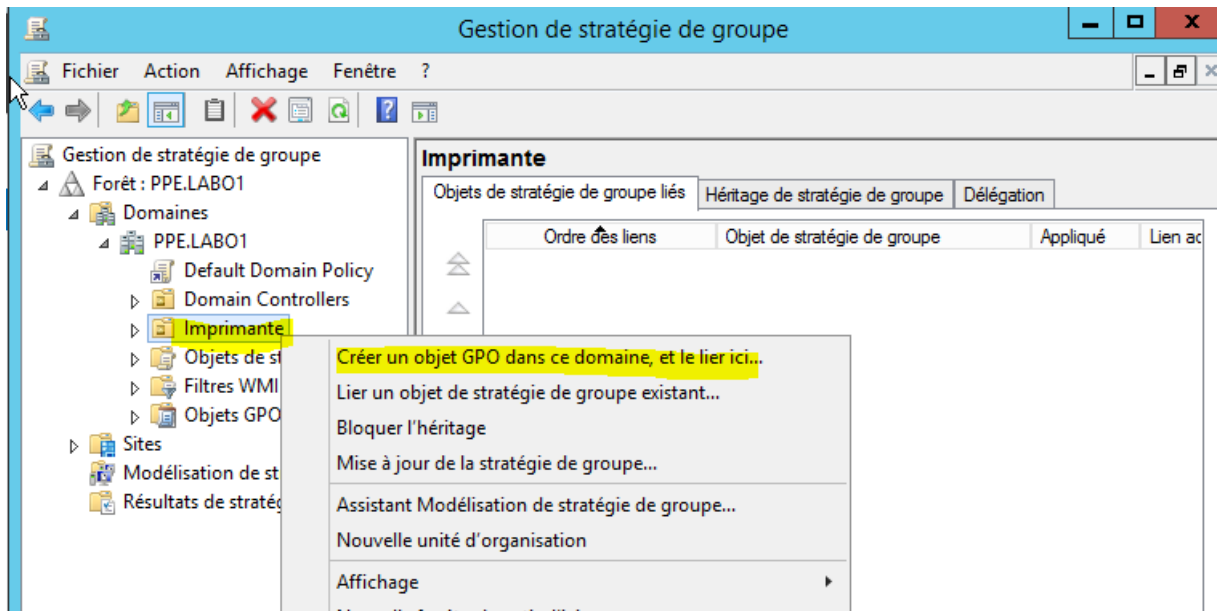 Gestion de stratégie de groupe
Fichier Action Affichage Fenêtre ?
Gestion de stratégie de groupe
Forêt : PPE.LABO1
Domaines
PPE.LABO1
Default Domain Policy
Domain Controllers
Imprimante
Objets de st
Filtres WMI
Objets GPO
Sites
Modélisation de st
Résultats de stratég
Imprimante
Objets de stratégie de groupe liés Héritage de stratégie de groupe Délégation
Ordre des liens Objet de stratégie de groupe Appliqué Lien ac
Créer un objet GPO dans ce domaine, et le lier ici...
Lier un objet de stratégie de groupe existant...
Bloquer l'héritage
Mise à jour de la stratégie de groupe...
Assistant Modélisation de stratégie de groupe...
Nouvelle unité d'organisation
Affichage